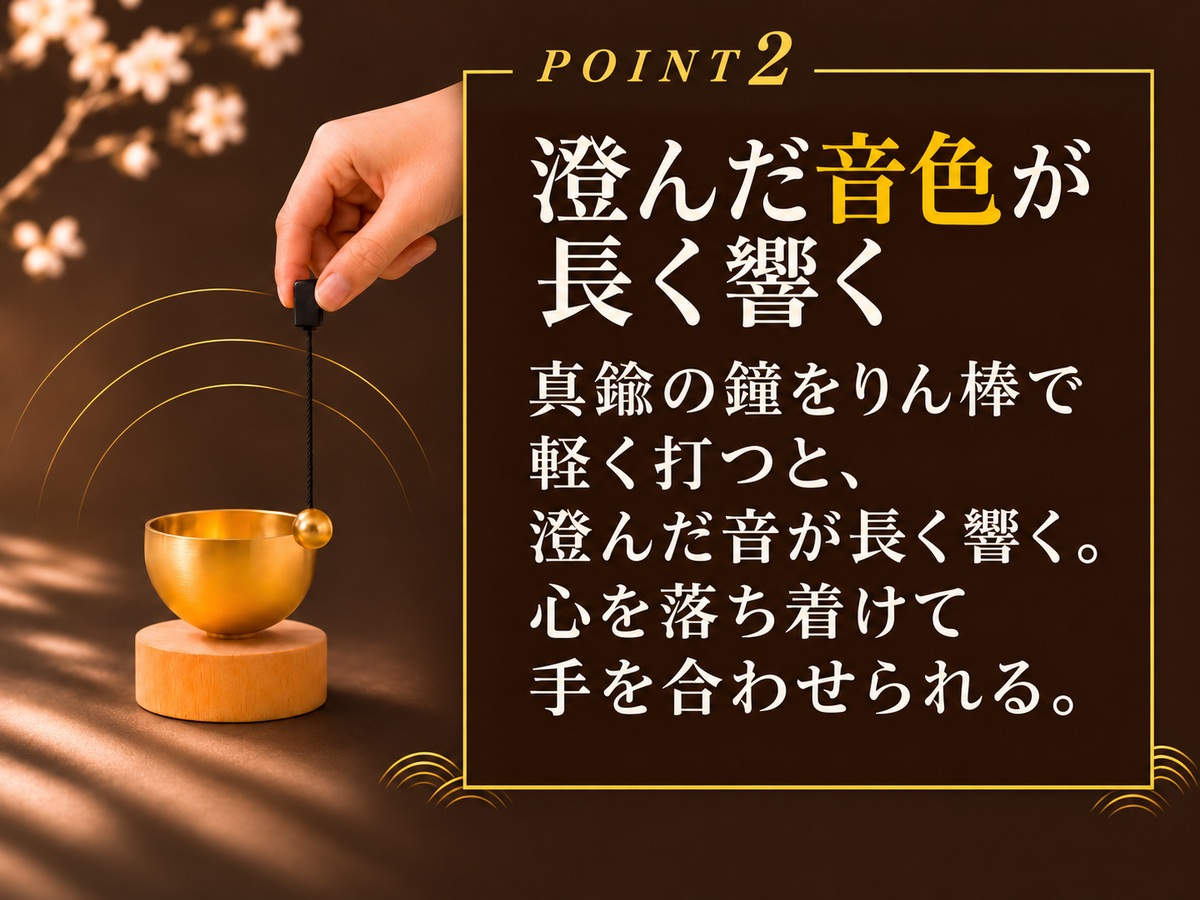 POINT 2
澄んだ音色が
長く響く
真鍮の鐘をりん棒で
軽く打つと、
澄んだ音が長く響く。
心を落ち着けて
手を合わせられる。